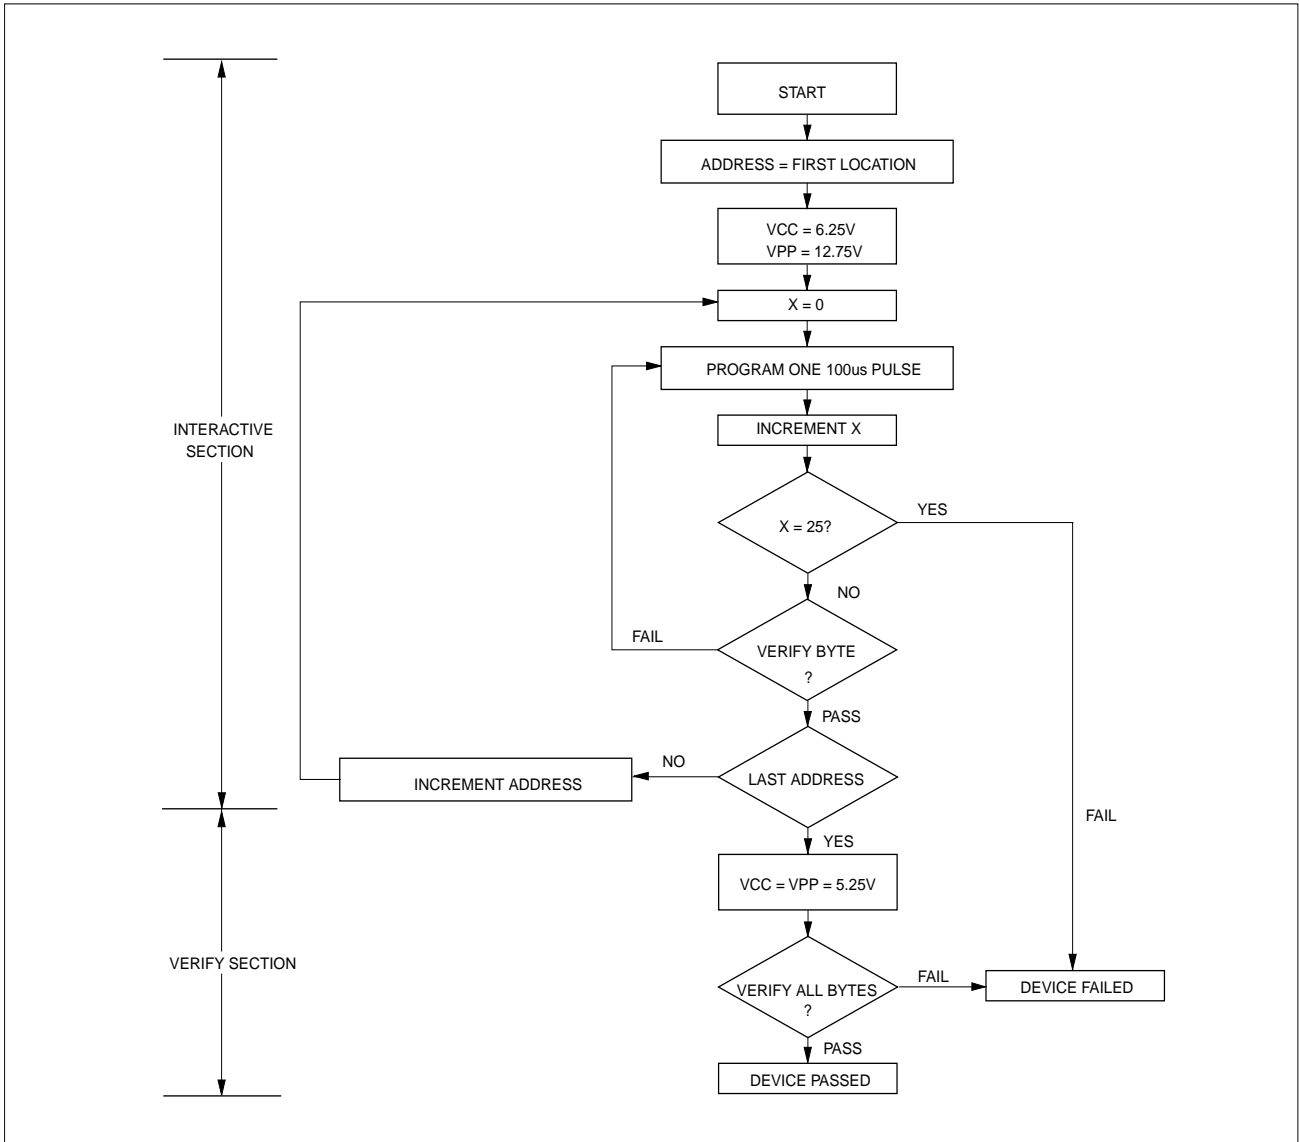 START
ADDRESS = FIRST LOCATION
VCC = 6.25V
VPP = 12.75V
X = 0
PROGRAM ONE 100us PULSE
INTERACTIVE
SECTION
INCREMENT X
X = 25?
YES
NO
FAIL
VERIFY BYTE
?
PASS
NO
LAST ADDRESS
INCREMENT ADDRESS
FAIL
YES
VCC = VPP = 5.25V
VERIFY SECTION
VERIFY ALL BYTES
?
FAIL
DEVICE FAILED
PASS
DEVICE PASSED